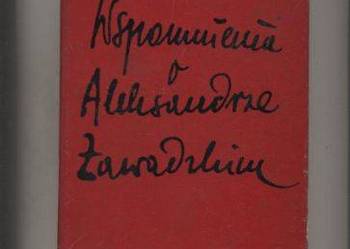 Wspomnienia
o
Aleksandrze
Zawadzkim